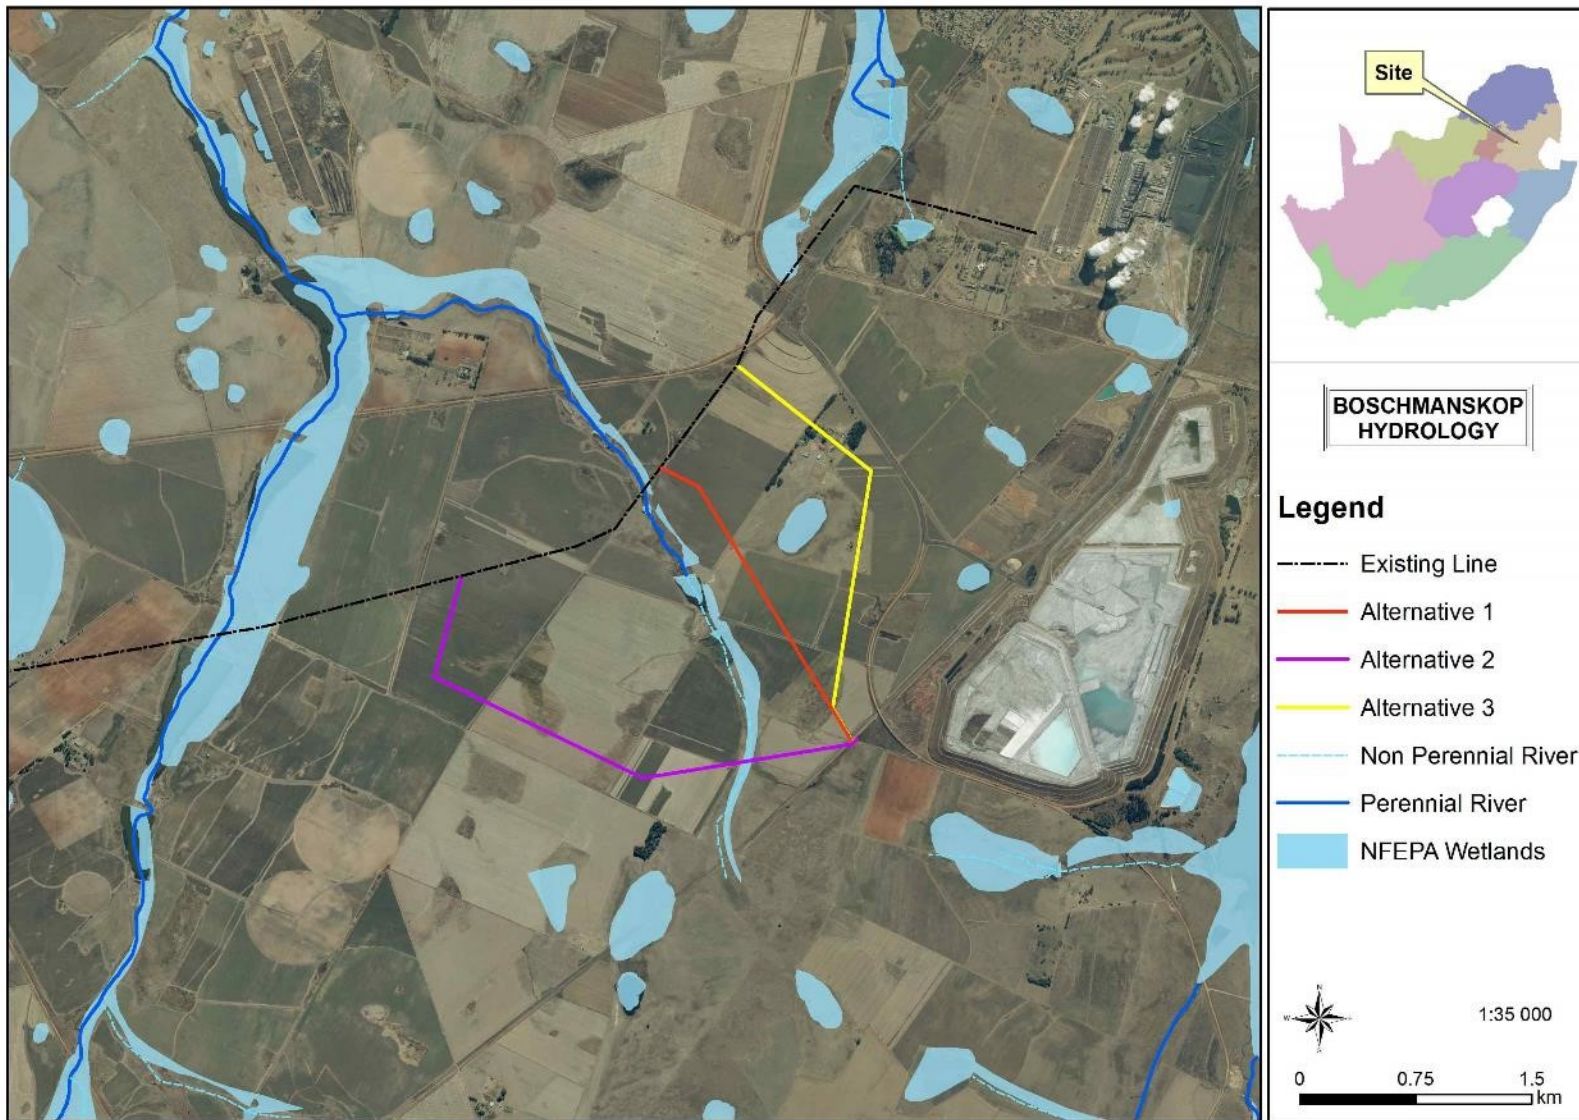 Site
BOSCHMANSKOP
HYDROLOGY
Legend
Existing Line
Alternative 1
Alternative 2
Alternative 3
Non Perennial River
Perennial River
NFEPA Wetlands
N
W
E
S
1:35 000
0 0.75 1.5
km